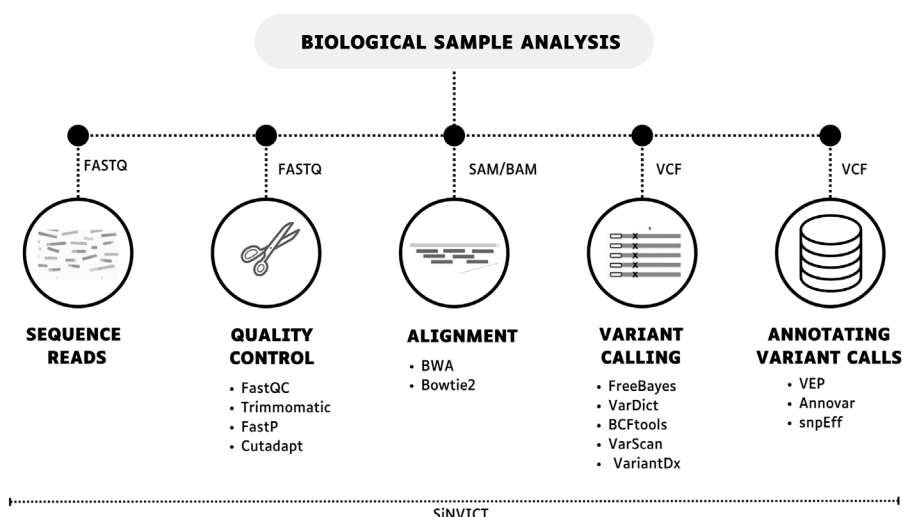 BIOLOGICAL SAMPLE ANALYSIS
FASTQ
FASTQ
SAM/BAM
VCF
VCF
SEQUENCE
READS
QUALITY
CONTROL
• FastQC
• Trimmomatic
• FastP
• Cutadapt
ALIGNMENT
• BWA
• Bowtie2
VARIANT
CALLING
• FreeBayes
• VarDict
• BCFtools
• VarScan
• VariantDx
ANNOTATING
VARIANT CALLS
• VEP
• Annovar
• snpEff
SiNVICT